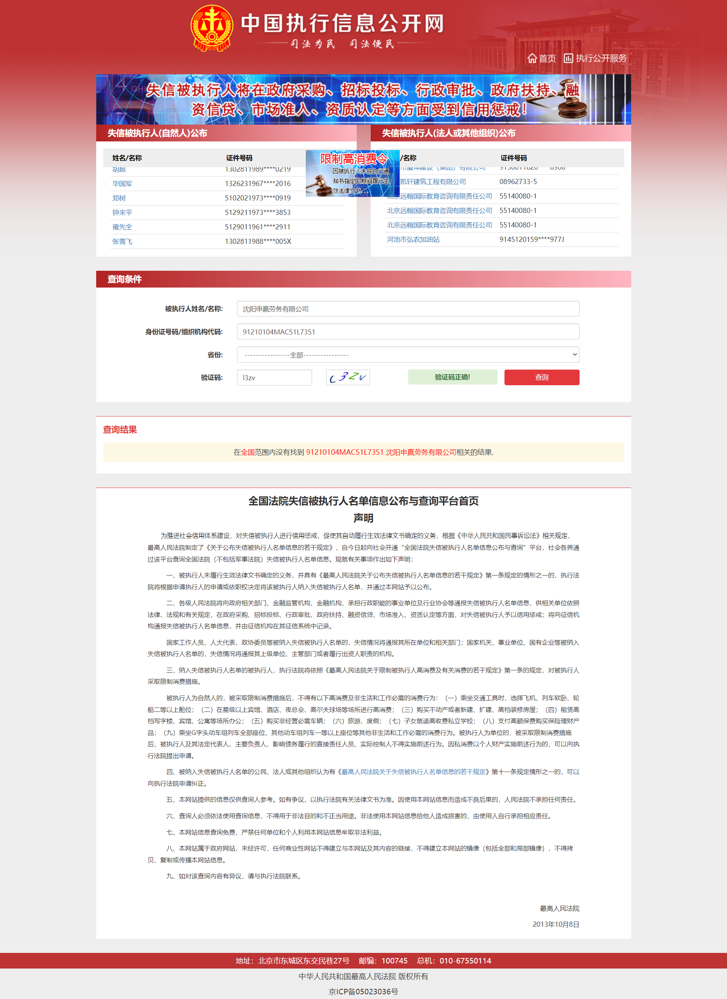 中国执行信息公开网
司法为民 司法便民
首页 执行公开服务
失信被执行人将在政府采购、招标投标、行政审批、政府扶持、融
资信贷、市场准入、资质认定等方面受到信用惩戒！
失信被执行人(自然人)公布
姓名/名称 证件号码
胡超 1302811989****0219
毕国军 1326231967****2016
郑树 5102021973****0919
钟来平 5129211973****3853
雍先全 5129011961****2911
张雪飞 1302811988****005X
限制高消费令
因被执行人未按执行通
知书指定的期间履行生
效法律文书...
失信被执行人(法人或其他组织)公布
/名称 证件号码
凯轩建筑工程有限公司 08962733-5
北京远翰国际教育咨询有限责任公司 55140080-1
北京远翰国际教育咨询有限责任公司 55140080-1
北京远翰国际教育咨询有限责任公司 55140080-1
河池市弘农加油站 9145120159****977J
查询条件
被执行人姓名/名称: 沈阳申赢劳务有限公司
身份证号码/组织机构代码: 91210104MAC51L7351
省份: ----------------全部----------------
验证码: l3zv L3Zv 验证码正确! 查询
查询结果
在全国范围内没有找到 91210104MAC51L7351 沈阳申赢劳务有限公司相关的结果.
全国法院失信被执行人名单信息公布与查询平台首页
声明
为推进社会信用体系建设，对失信被执行人进行信用惩戒，促使其自动履行生效法律文书确定的义务，根据《中华人民共和国民事诉讼法》相关规定，
最高人民法院制定了《关于公布失信被执行人名单信息的若干规定》，自今日起向社会开通“全国法院失信被执行人名单信息公布与查询”平台，社会各界通
过该平台查询全国法院（不包括军事法院）失信被执行人名单信息。现就有关事项作出如下声明：
一、被执行人未履行生效法律文书确定的义务，并具有《最高人民法院关于公布失信被执行人名单信息的若干规定》第一条规定的情形之一的，执行法
院将根据申请执行人的申请或依职权决定将该被执行人纳入失信被执行人名单，并通过本网站予以公布。
二、各级人民法院将向政府相关部门、金融监管机构、金融机构、承担行政职能的事业单位及行业协会等通报失信被执行人名单信息，供相关单位依照
法律、法规和有关规定，在政府采购、招标投标、行政审批、政府扶持、融资信贷、市场准入、资质认定等方面，对失信被执行人予以信用惩戒；将向征信机
构通报失信被执行人名单信息，并由征信机构在其征信系统中记录。
国家工作人员、人大代表、政协委员等被纳入失信被执行人名单的，失信情况将通报其所在单位和相关部门；国家机关、事业单位、国有企业等被纳入
失信被执行人名单的，失信情况将通报其上级单位、主管部门或者履行出资人职责的机构。
三、纳入失信被执行人名单的被执行人，执行法院将依照《最高人民法院关于限制被执行人高消费及有关消费的若干规定》第一条的规定，对被执行人
采取限制消费措施。
被执行人为自然人的，被采取限制消费措施后，不得有以下高消费及非生活和工作必需的消费行为：（一）乘坐交通工具时，选择飞机、列车软卧、轮
船二等以上舱位；（二）在星级以上宾馆、酒店、夜总会、高尔夫球场等场所进行高消费；（三）购买不动产或者新建、扩建、高档装修房屋；（四）租赁高
档写字楼、宾馆、公寓等场所办公；（五）购买非经营必需车辆；（六）旅游、度假；（七）子女就读高收费私立学校；（八）支付高额保费购买保险理财产
品；（九）乘坐G字头动车组列车全部座位、其他动车组列车一等以上座位等其他非生活和工作必需的消费行为。被执行人为单位的，被采取限制消费措施
后，被执行人及其法定代表人、主要负责人、影响债务履行的直接责任人员、实际控制人不得实施前述行为。因私消费以个人财产实施前述行为的，可以向执
行法院提出申请。
四、被纳入失信被执行人名单的公民、法人或其他组织认为有《最高人民法院关于失信被执行人名单信息的若干规定》第十一条规定情形之一的，可以
向执行法院申请纠正。
五、本网站提供的信息仅供查询人参考。如有争议，以执行法院有关法律文书为准。因使用本网站信息而造成不良后果的，人民法院不承担任何责任。
六、查询人必须依法使用查询信息，不得用于非法目的和不正当用途。非法使用本网站信息给他人造成损害的，由使用人自行承担相应责任。
七、本网站信息查询免费，严禁任何单位和个人利用本网站信息牟取非法利益。
八、本网站属于政府网站，未经许可，任何商业性网站不得建立与本网站及其内容的链接，不得建立本网站的镜像（包括全部和局部镜像），不得拷
贝、复制或传播本网站信息。
九、如对该查询内容有异议，请与执行法院联系。
最高人民法院
2013年10月8日
地址：北京市东城区东交民巷27号 邮编：100745 总机：010-67550114
中华人民共和国最高人民法院 版权所有
京ICP备05023036号